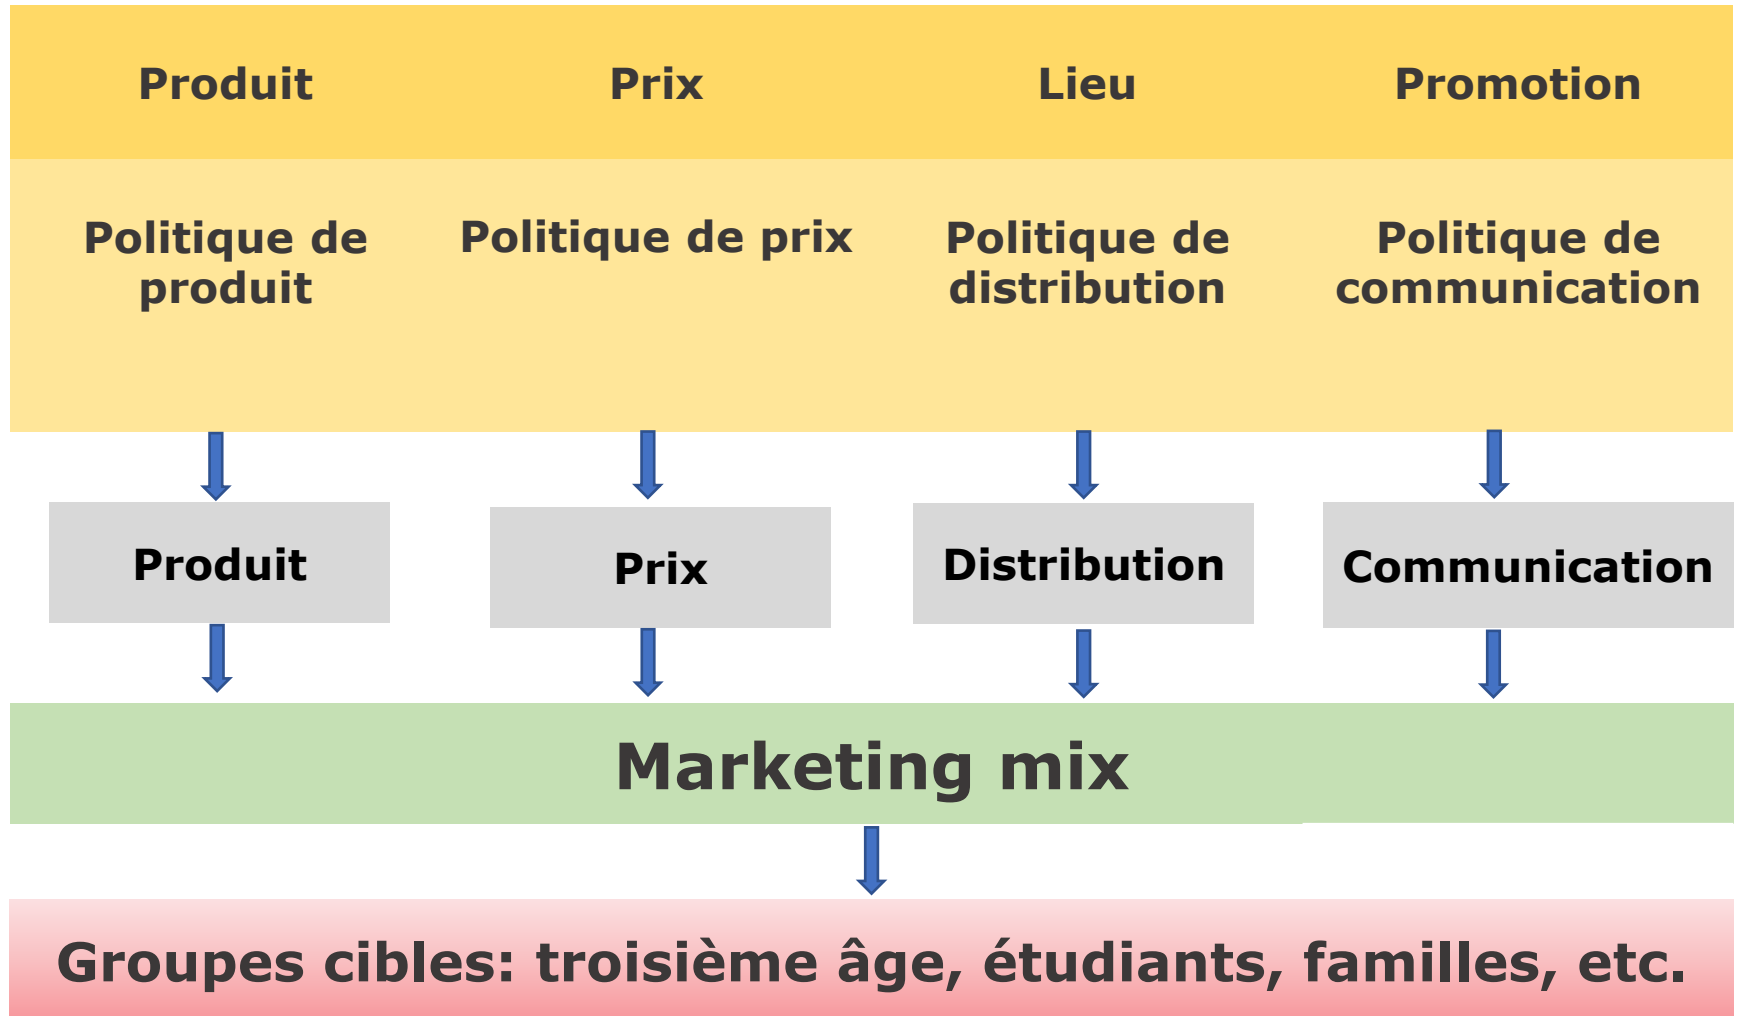 Produit
Prix
Lieu
Promotion
Politique de
produit
Politique de prix
Politique de
distribution
Politique de
communication
Produit
Prix
Distribution
Communication
Marketing mix
Groupes cibles: troisième âge, étudiants, familles, etc.